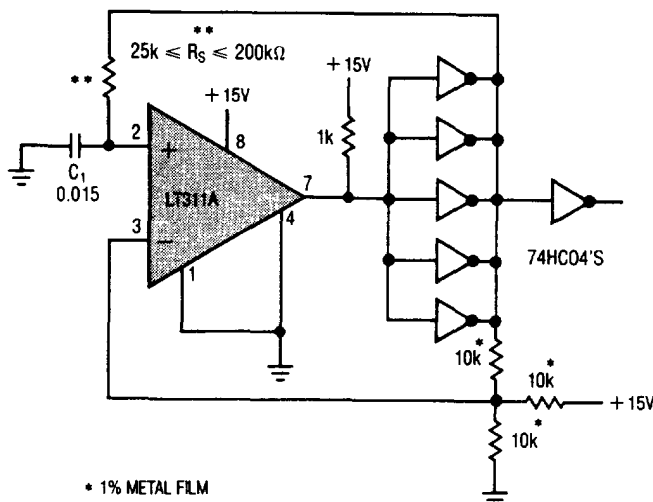 **
25k ≤ R_S ≤ 200kΩ
**
+15V
+15V
1k
2
+
8
C1
0.015
LT311A
7
3
−
4
1
74HC04'S
*
10k
*
10k
+15V
*
10k
* 1% METAL FILM